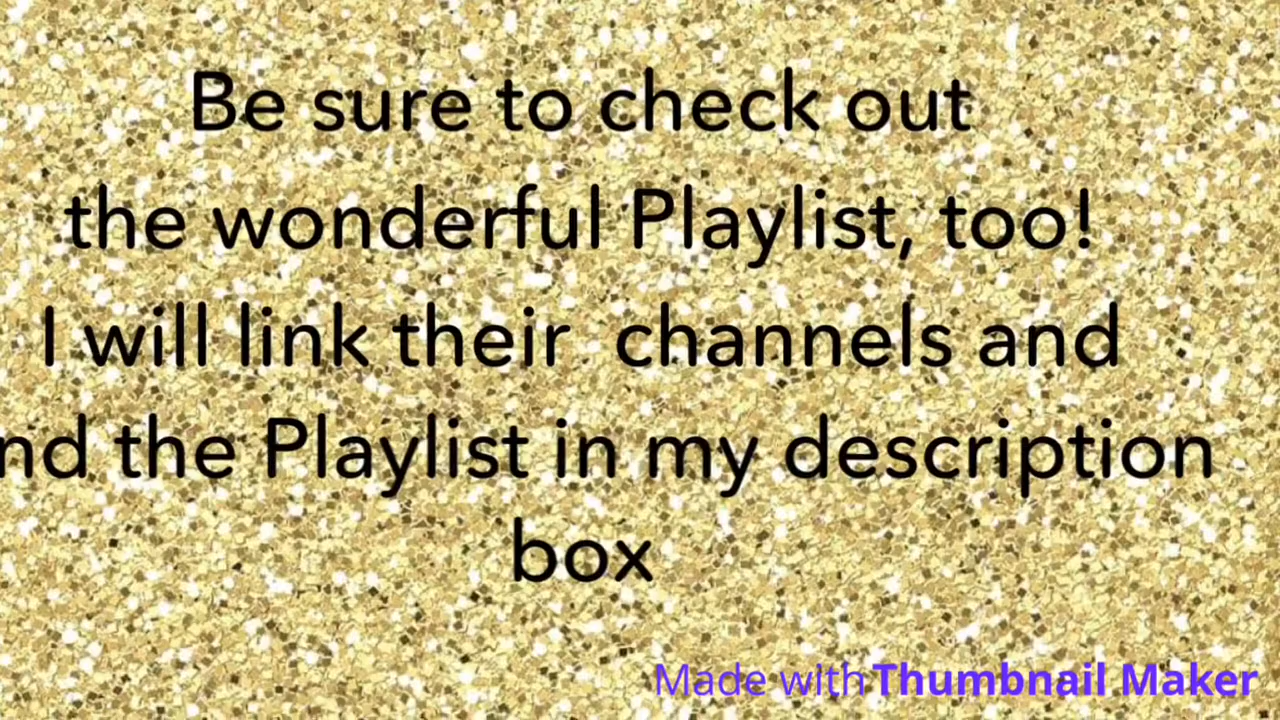 Be sure to check out
the wonderful Playlist, too!
I will link their channels and
nd the Playlist in my description
box
Made with Thumbnail Maker